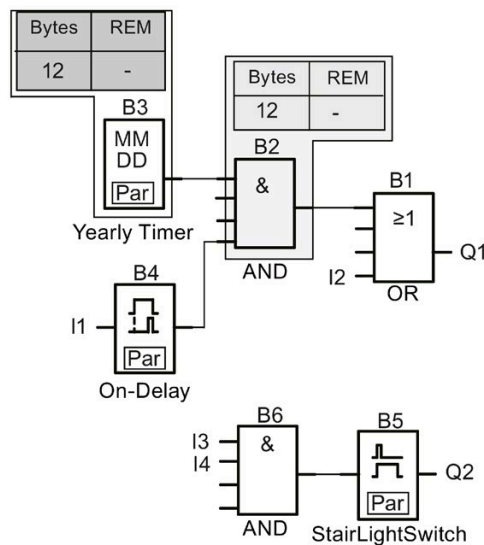 Bytes REM
12 -
Bytes REM
12 -
B3
MM
DD
Par
Yearly Timer
B2
&
AND
B1
≥1
Q1
I2
OR
B4
I1
Par
On-Delay
B6
I3
&
I4
AND
B5
Q2
Par
StairLightSwitch